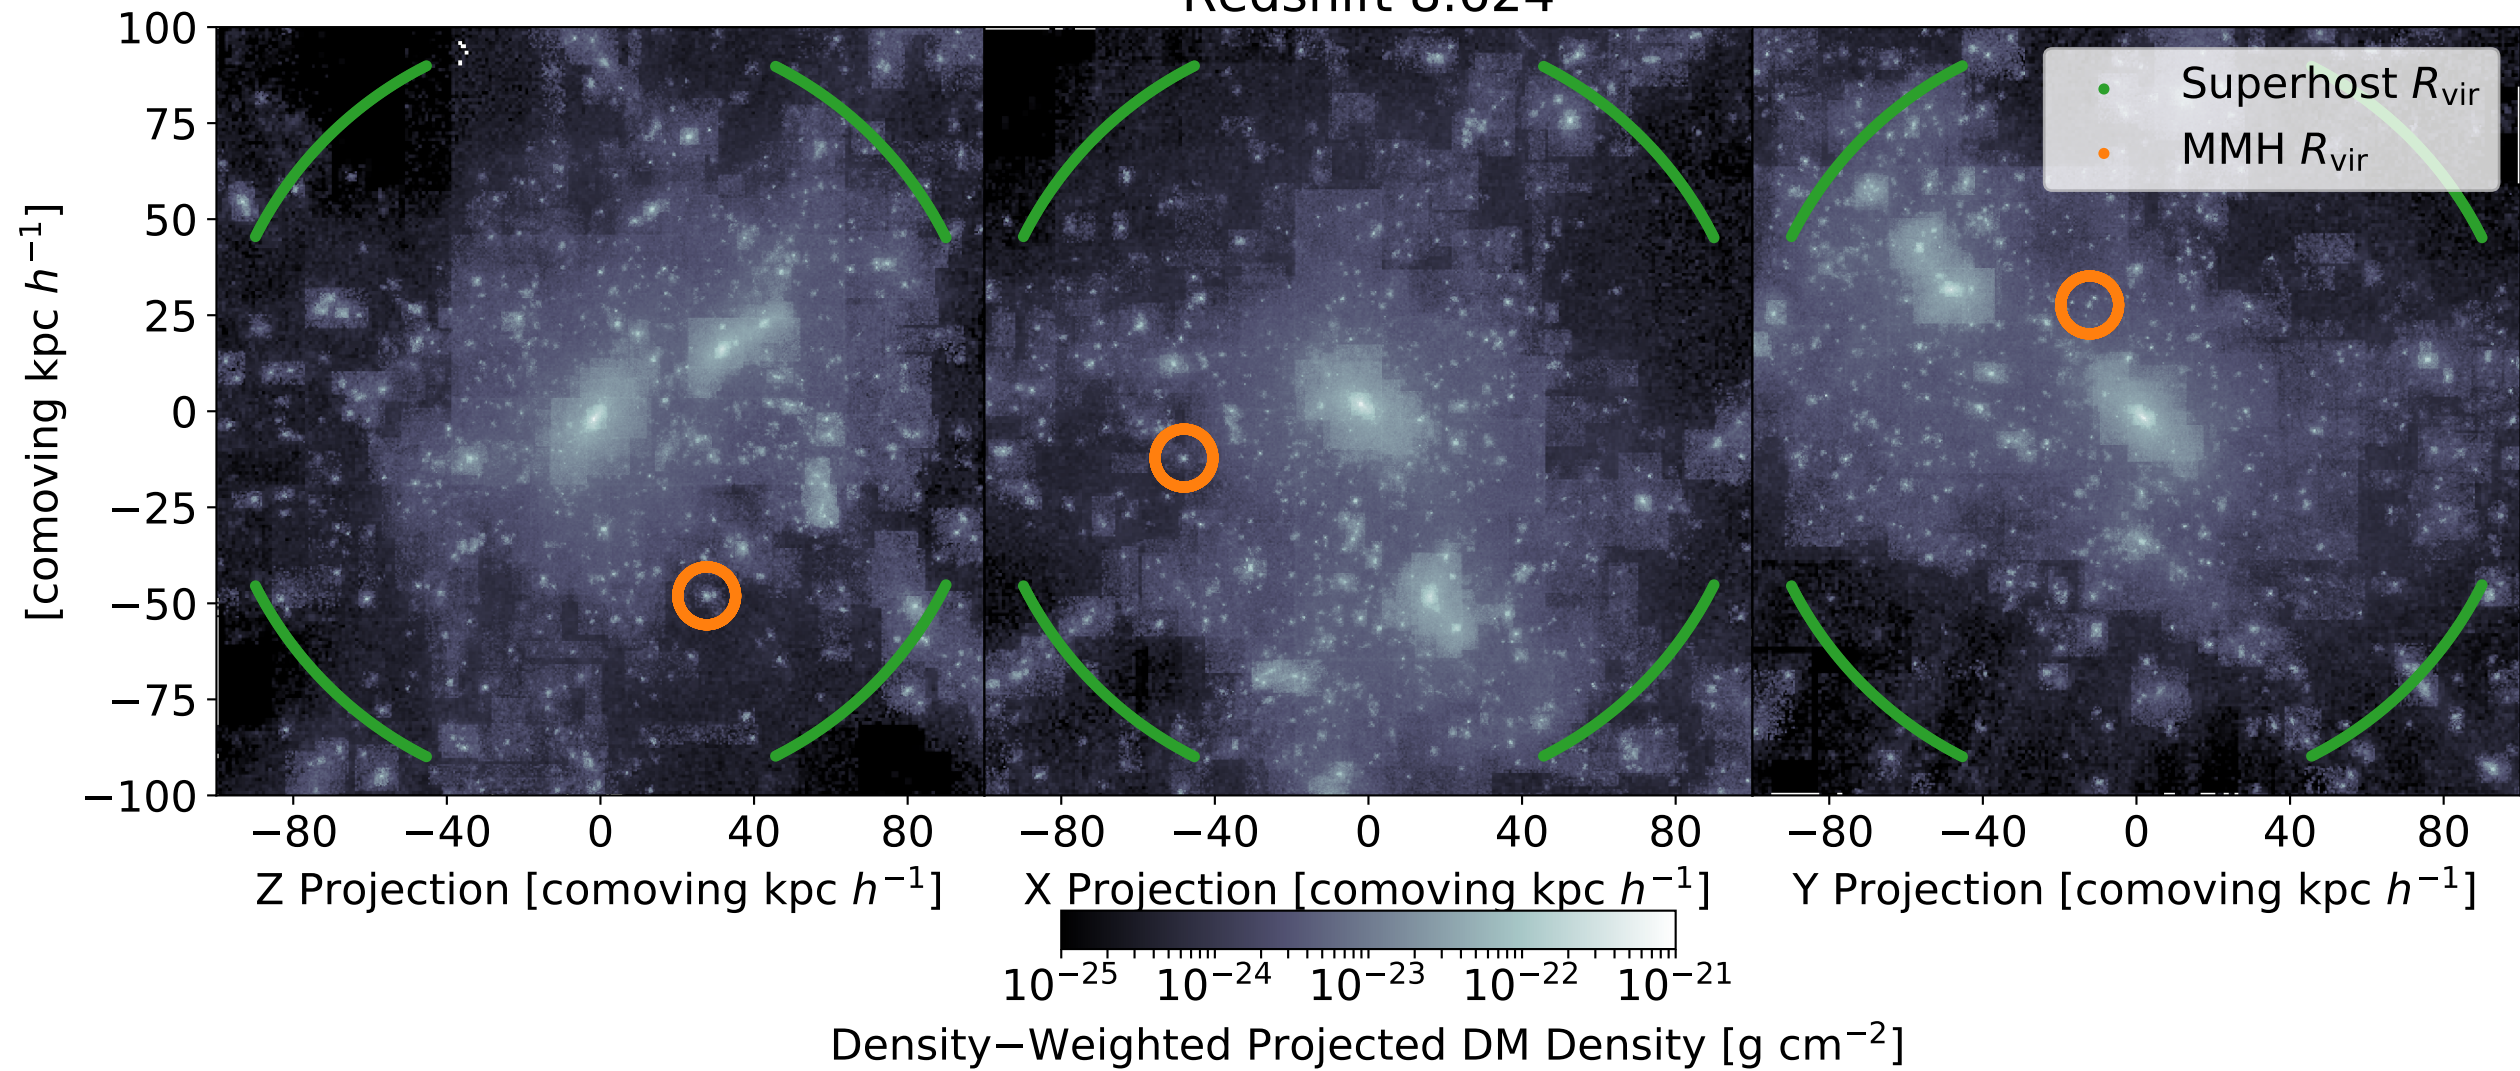 Redshift 8.624
100
75
50
25
0
−25
−50
−75
−100
[comoving kpc h⁻¹]
Superhost R_vir
MMH R_vir
−80 −40 0 40 80 −80 −40 0 40 80 −80 −40 0 40 80
Z Projection [comoving kpc h⁻¹] X Projection [comoving kpc h⁻¹] Y Projection [comoving kpc h⁻¹]
10⁻²⁵ 10⁻²⁴ 10⁻²³ 10⁻²² 10⁻²¹
Density−Weighted Projected DM Density [g cm⁻²]